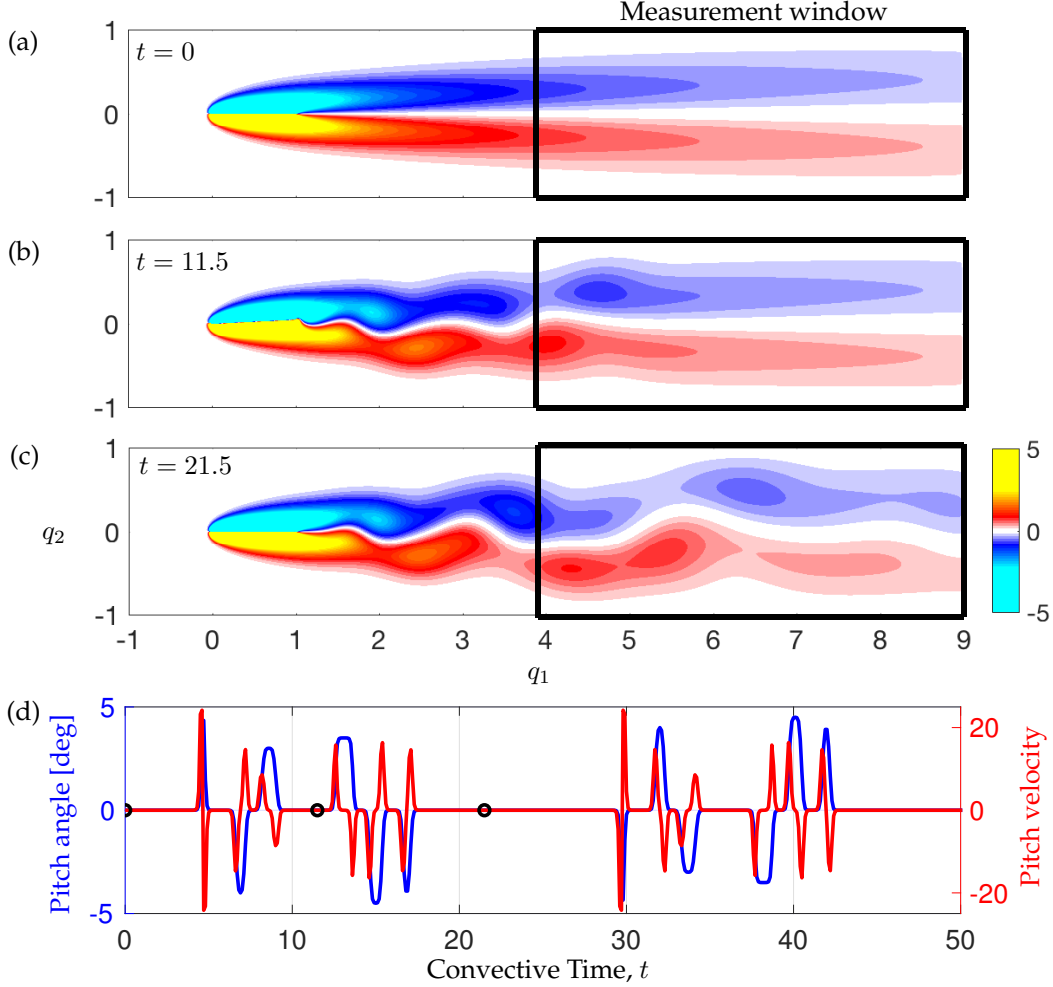 Measurement window
(a)
1
0
-1
t = 0
(b)
1
0
-1
t = 11.5
(c)
1
0
-1
t = 21.5
q2
5
0
-5
-1 0 1 2 3 4 5 6 7 8 9
q1
(d)
Pitch angle [deg]
5
0
-5
20
0
-20
Pitch velocity
0 10 20 30 40 50
Convective Time, t